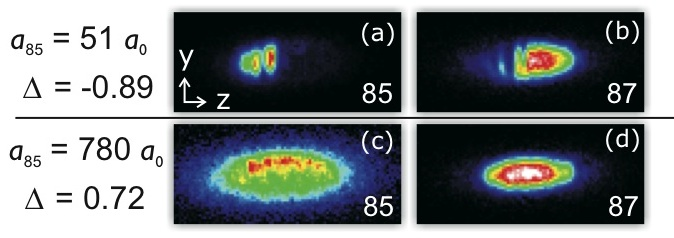 a85 = 51 a0
Δ = -0.89
(a)
y
z
85
(b)
87
a85 = 780 a0
Δ = 0.72
(c)
85
(d)
87